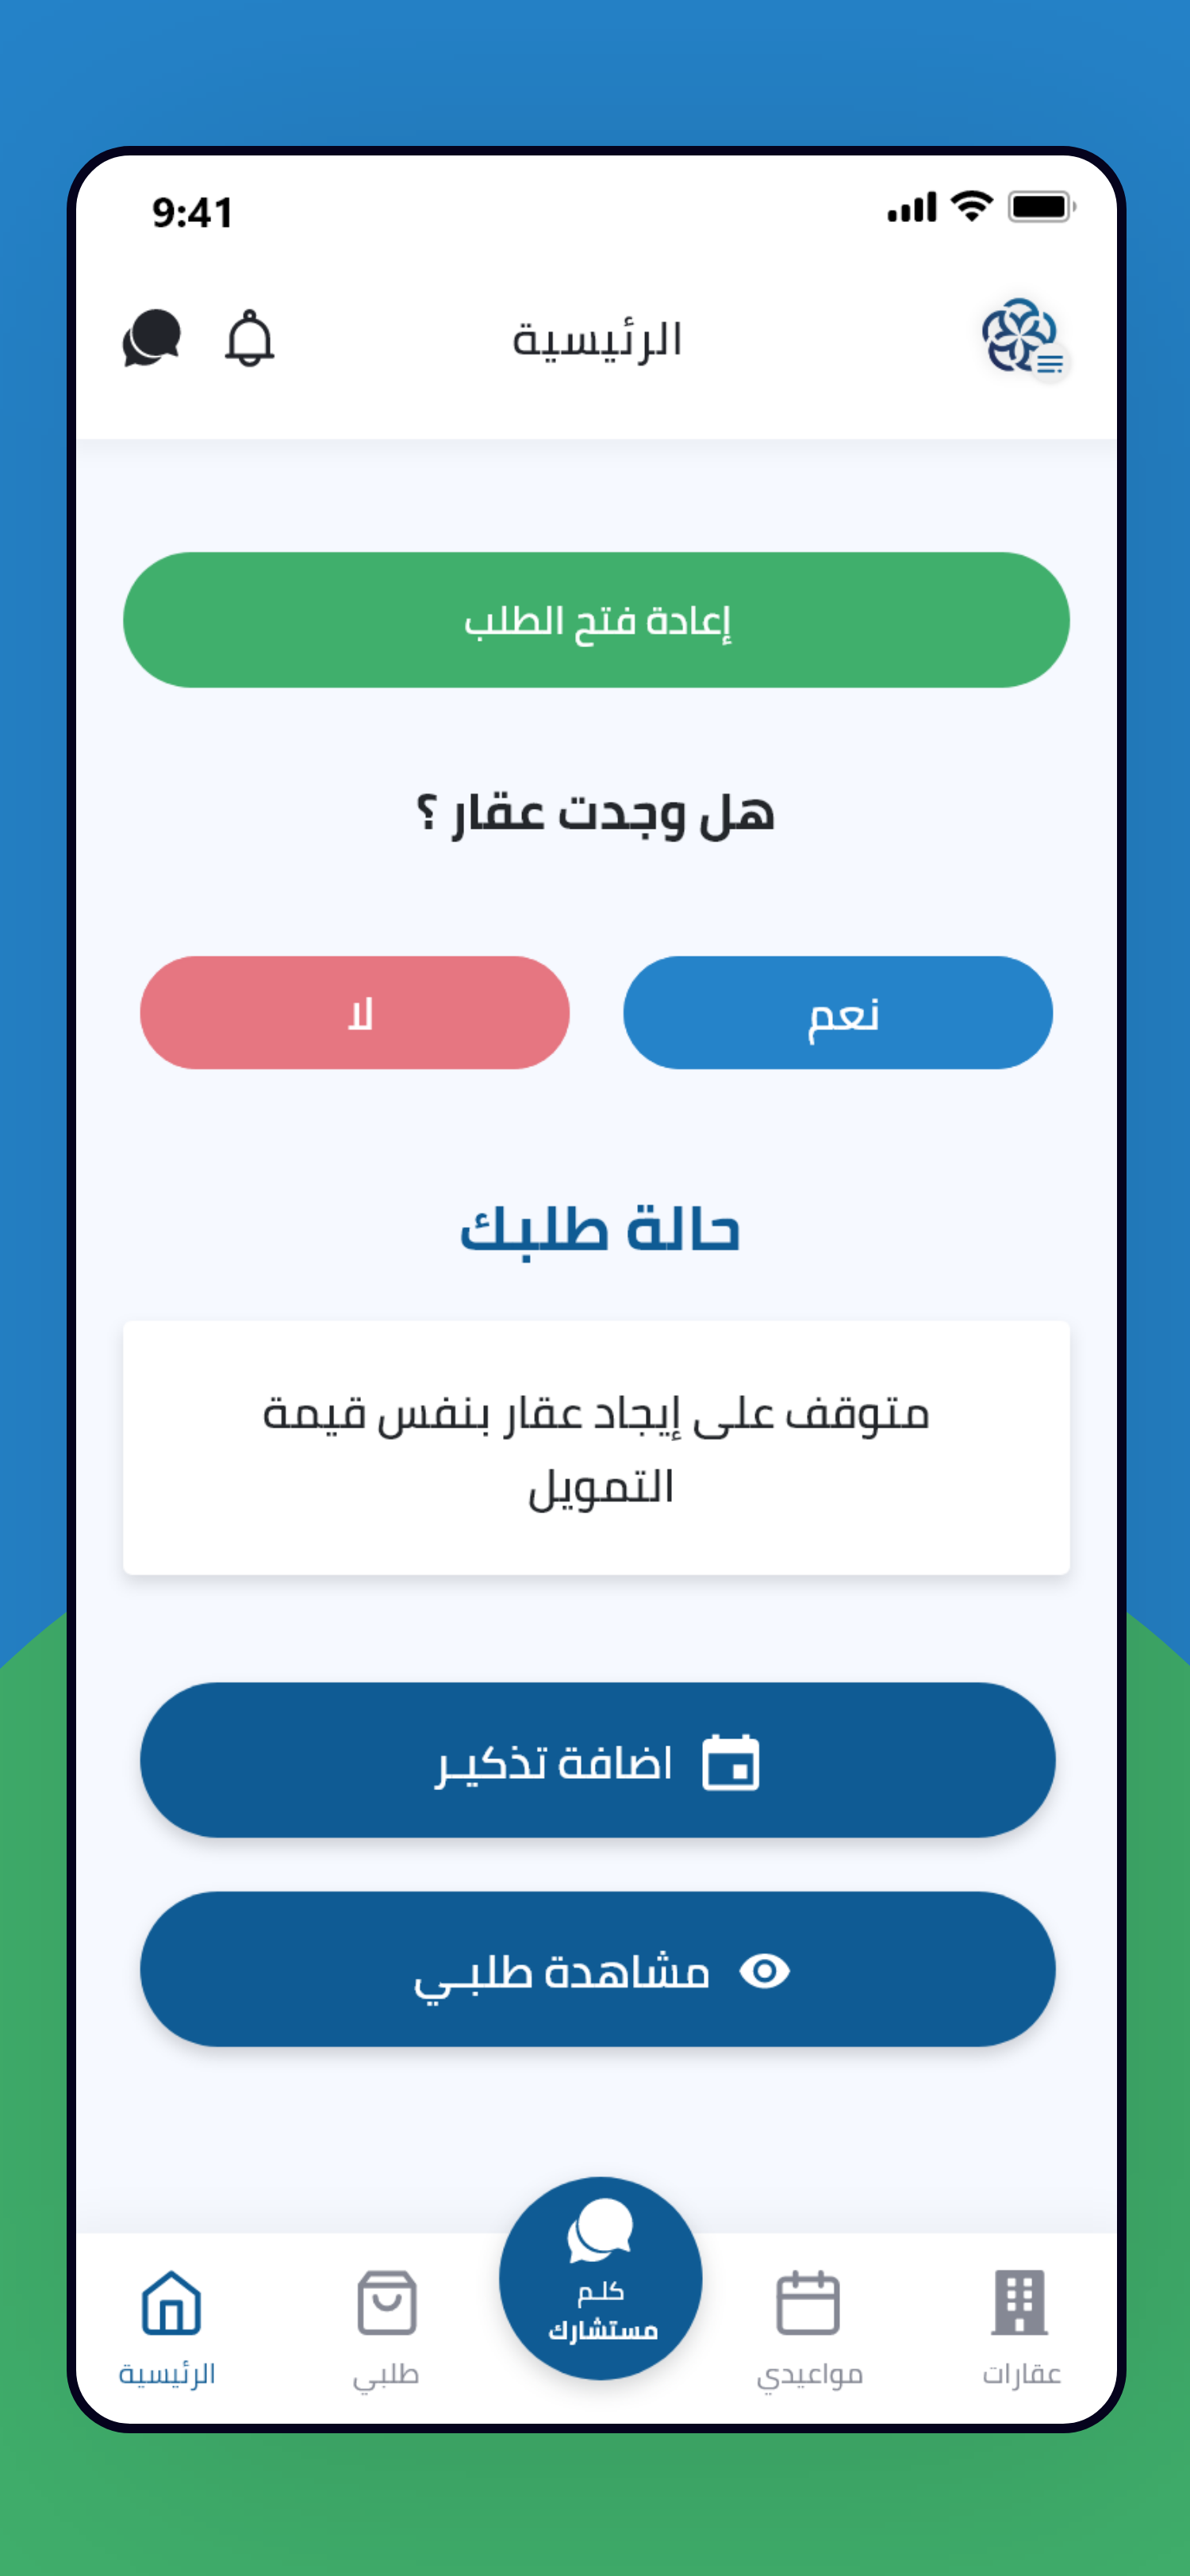 9:41
الرئيسية
إعادة فتح الطلب
هل وجدت عقار ؟
نعم
لا
حالة طلبك
متوقف على إيجاد عقار بنفس قيمة
التمويل
اضافة تذكيـر
مشاهدة طلبـي
عقارات
مواعيدي
كلـم
مستشارك
طلبي
الرئيسية